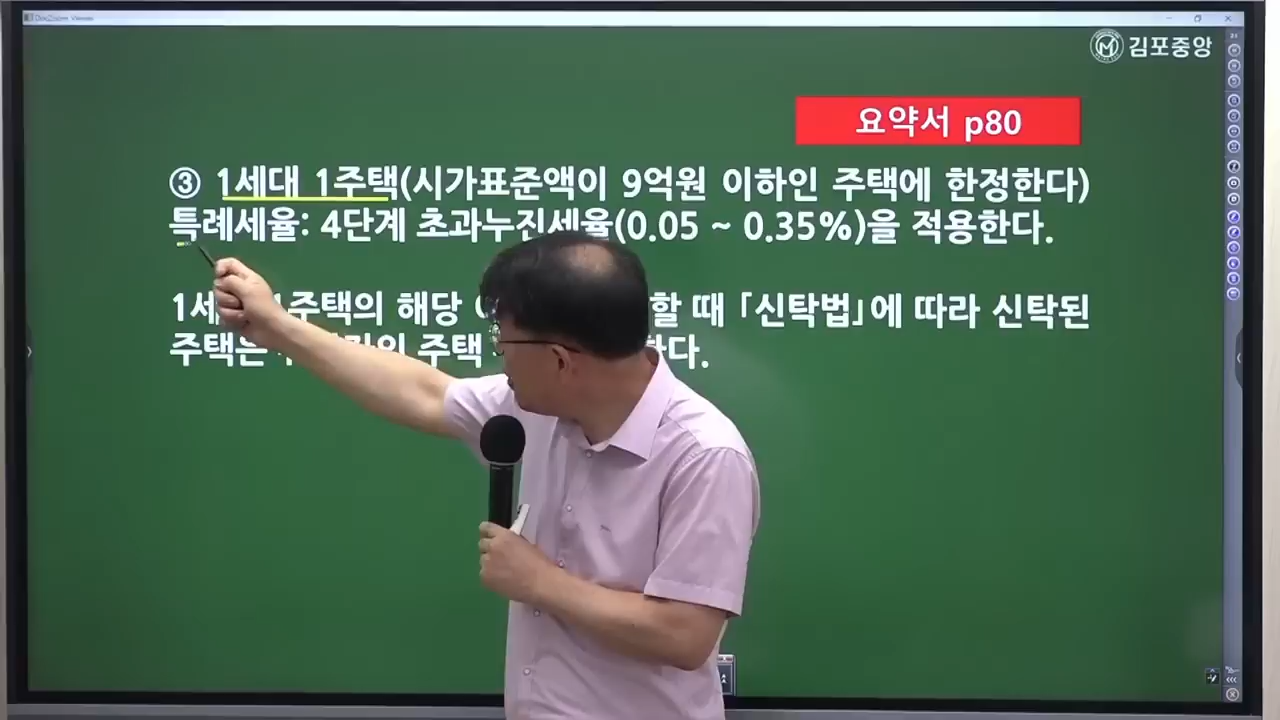 DocZoom Viewer
김포중앙
요약서 p80
③ 1세대 1주택(시가표준액이 9억원 이하인 주택에 한정한다)
특례세율: 4단계 초과누진세율(0.05 ~ 0.35%)을 적용한다.
주택의 해당 할 때 「신탁법」에 따라 신탁된
주택은 주택